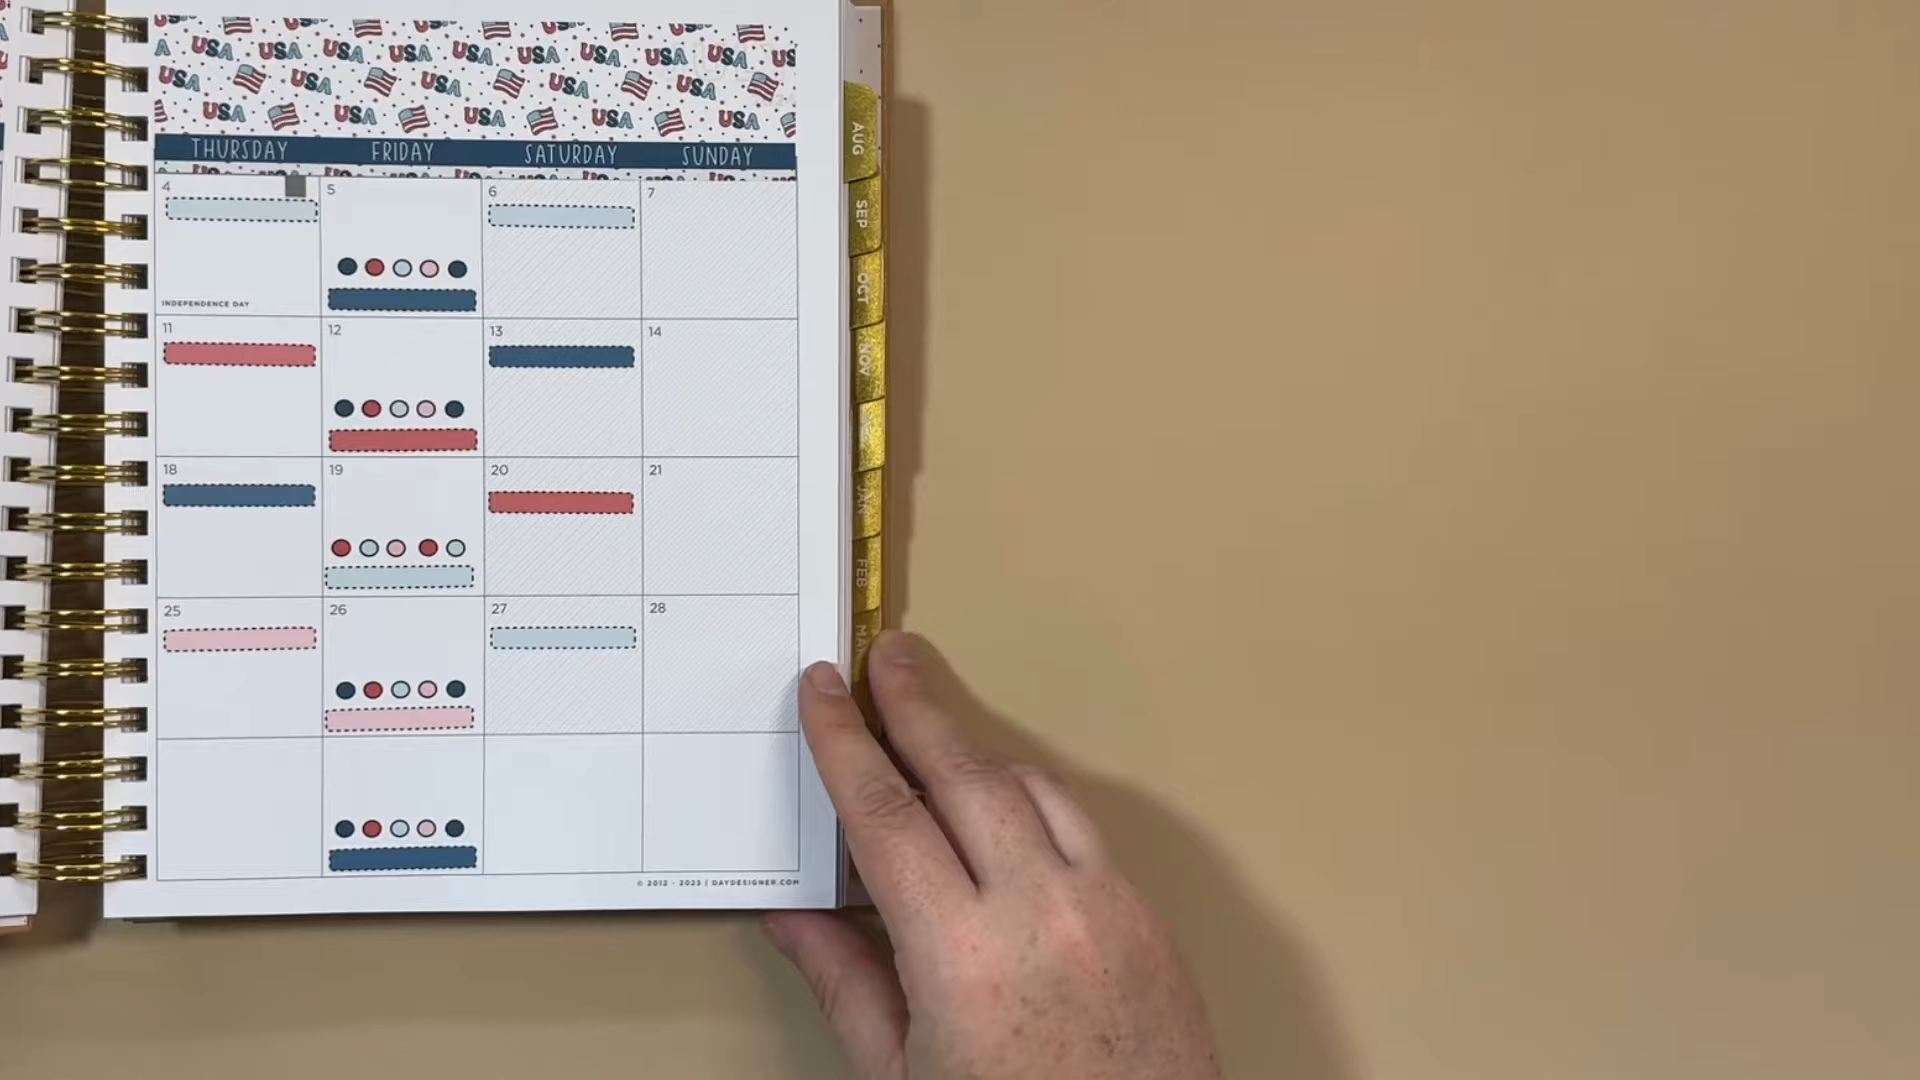 USA USA USA USA USA USA USA USA USA
USA USA USA USA USA
USA USA USA USA USA
THURSDAY FRIDAY SATURDAY SUNDAY
4 5 6 7
INDEPENDENCE DAY
11 12 13 14
18 19 20 21
25 26 27 28
© 2012 - 2023 | DAYDESIGNER.COM
AUG
SEP
OCT
NOV
JAN
FEB
MAR